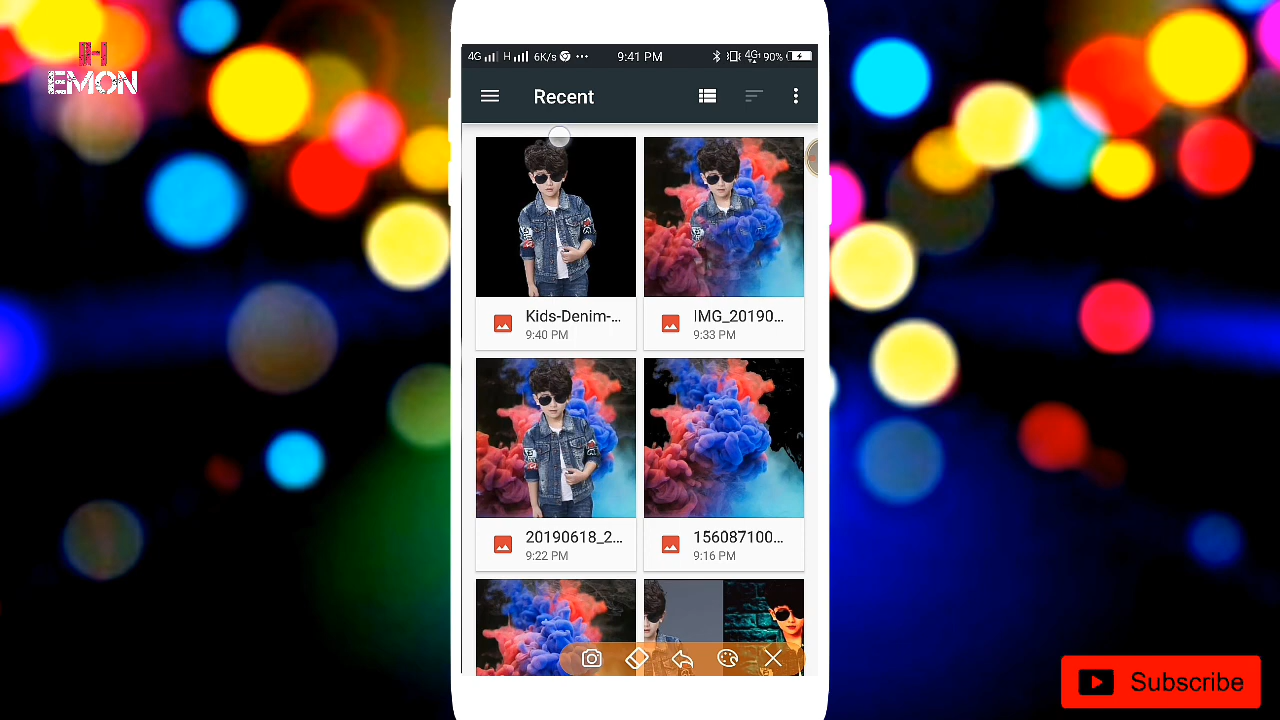 H
EMON
4G H 6K/s ••• 9:41 PM 4G 90%
Recent
Kids-Denim-...
9:40 PM
IMG_20190...
9:33 PM
20190618_2...
9:22 PM
156087100...
9:16 PM
Subscribe